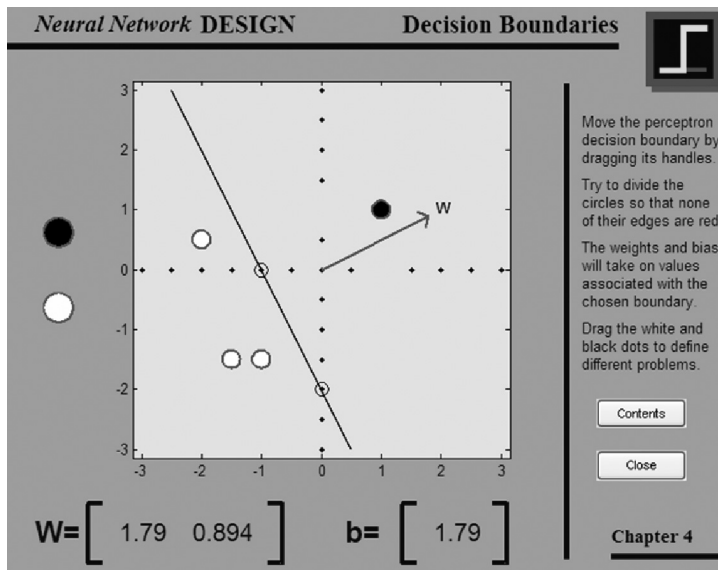 Neural Network DESIGN
Decision Boundaries
3
2
1
0
-1
-2
-3
-3 -2 -1 0 1 2 3
w
Move the perceptron
decision boundary by
dragging its handles.
Try to divide the
circles so that none
of their edges are red
The weights and bias
will take on values
associated with the
chosen boundary.
Drag the white and
black dots to define
different problems.
Contents
Close
W= [ 1.79 0.894 ] b= [ 1.79 ]
Chapter 4